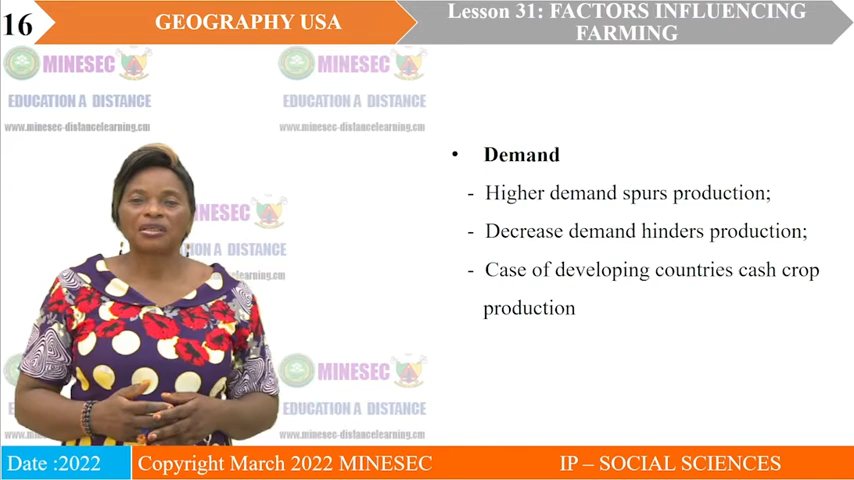 16
GEOGRAPHY USA
Lesson 31: FACTORS INFLUENCING
FARMING
MINESEC
MINESEC
EDUCATION A DISTANCE
EDUCATION A DISTANCE
www.minesec-distancelearning.cm
www.minesec-distancelearning.cm
• Demand
- Higher demand spurs production;
- Decrease demand hinders production;
- Case of developing countries cash crop
production
MINESEC
EDUCATION A DISTANCE
www.minesec-distancelearning.cm
Date :2022
Copyright March 2022 MINESEC
IP – SOCIAL SCIENCES